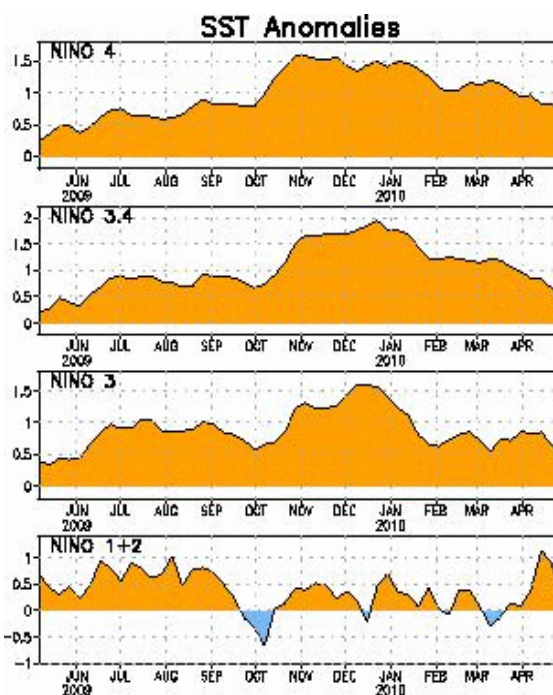 SST Anomalies
NINO 4
1.5
1
0.5
0
JUN JUL AUG SEP OCT NOV DEC JAN FEB MAR APR
2009 2010
NINO 3.4
2
1.5
1
0.5
0
JUN JUL AUG SEP OCT NOV DEC JAN FEB MAR APR
2009 2010
NINO 3
1.5
1
0.5
0
JUN JUL AUG SEP OCT NOV DEC JAN FEB MAR APR
2009 2010
NINO 1+2
1
0.5
0
-0.5
-1
JUN JUL AUG SEP OCT NOV DEC JAN FEB MAR APR
2009 2010